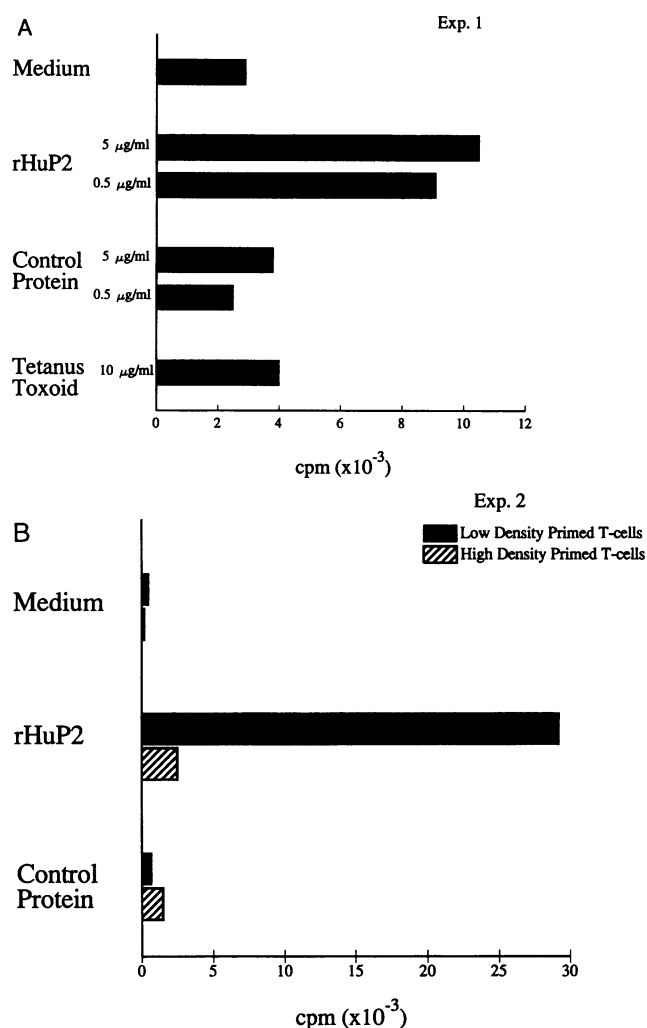 A
Exp. 1
Medium
rHuP2
5 μg/ml
0.5 μg/ml
Control
Protein
5 μg/ml
0.5 μg/ml
Tetanus
Toxoid
10 μg/ml
0 2 4 6 8 10 12
cpm (x10-3)
B
Exp. 2
Low Density Primed T-cells
High Density Primed T-cells
Medium
rHuP2
Control
Protein
0 5 10 15 20 25 30
cpm (x10-3)